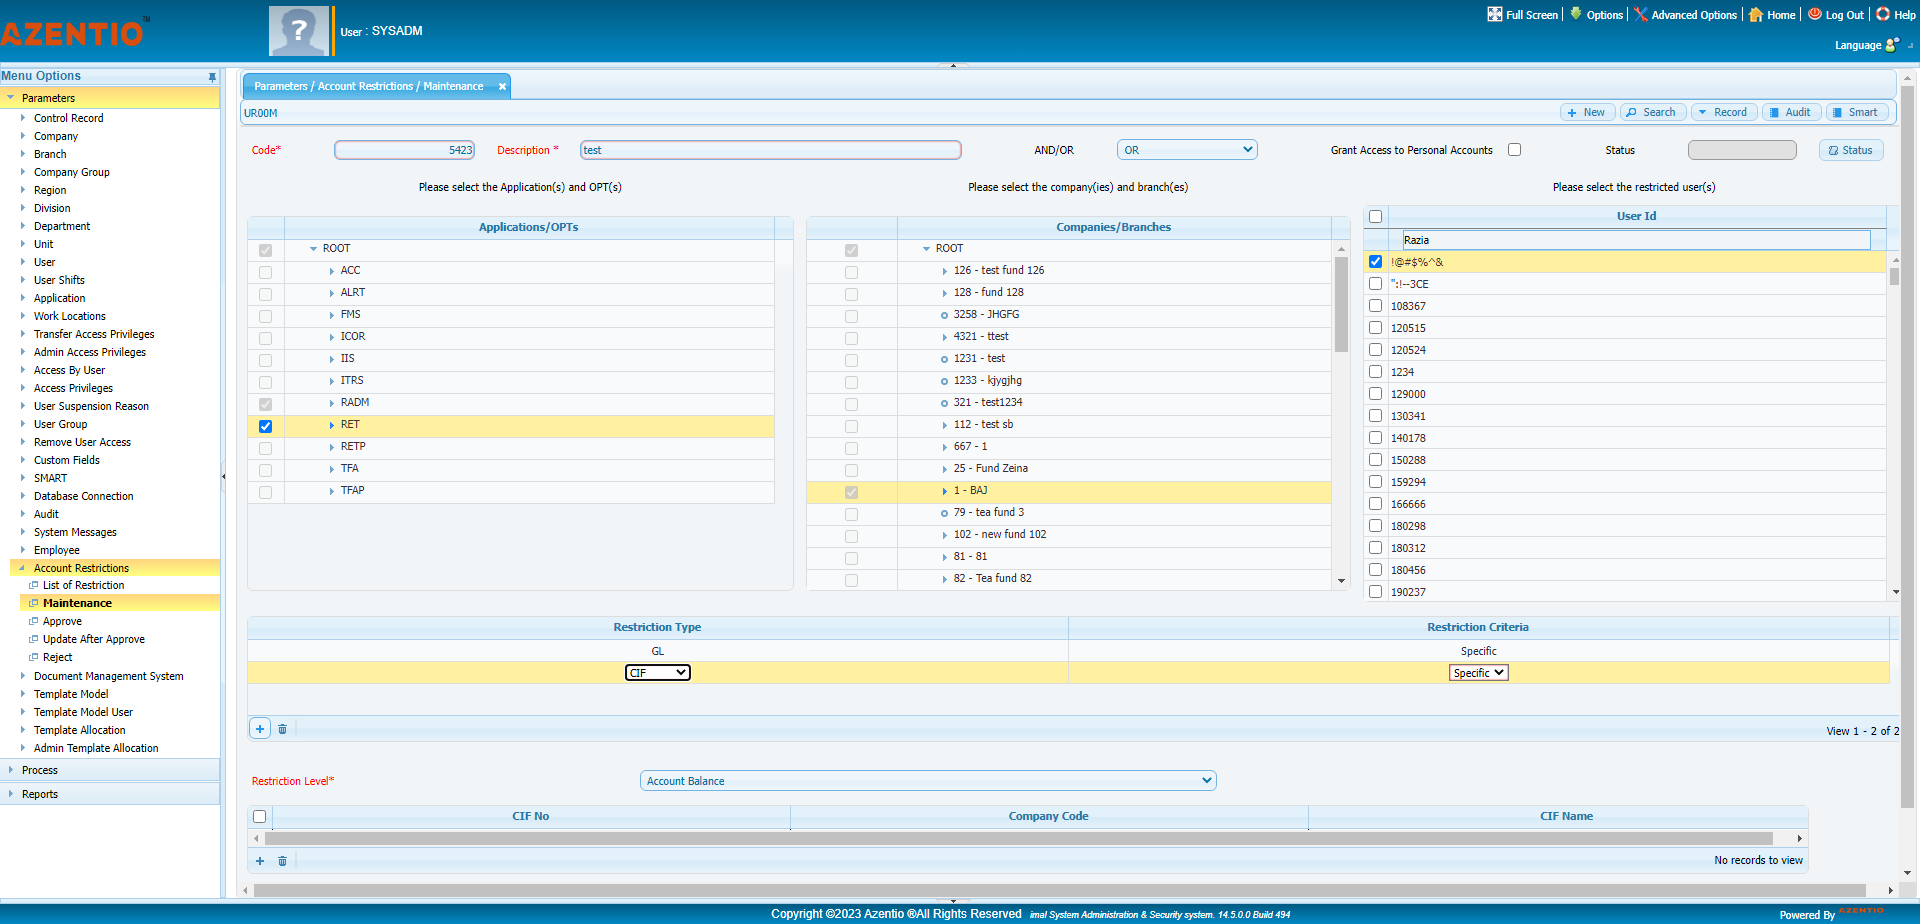 AZENTIO TM
User : SYSADM
Full Screen
Options
Advanced Options
Home
Log Out
Help
Language
Menu Options
Parameters
Control Record
Company
Branch
Company Group
Region
Division
Department
Unit
User
User Shifts
Application
Work Locations
Transfer Access Privileges
Admin Access Privileges
Access By User
Access Privileges
User Suspension Reason
User Group
Remove User Access
Custom Fields
SMART
Database Connection
Audit
System Messages
Employee
Account Restrictions
List of Restriction
Maintenance
Approve
Update After Approve
Reject
Document Management System
Template Model
Template Model User
Template Allocation
Admin Template Allocation
Process
Reports
Parameters / Account Restrictions / Maintenance
UR00M
New
Search
Record
Audit
Smart
Code*
5423
Description *
test
AND/OR
OR
Grant Access to Personal Accounts
Status
Status
Please select the Application(s) and OPT(s)
Applications/OPTs
ROOT
ACC
ALRT
FMS
ICOR
IIS
ITRS
RADM
RET
RETP
TFA
TFAP
Please select the company(ies) and branch(es)
Companies/Branches
ROOT
126 - test fund 126
128 - fund 128
3258 - JHGFG
4321 - ttest
1231 - test
1233 - kjygjhg
321 - test1234
112 - test sb
667 - 1
25 - Fund Zeina
1 - BAJ
79 - tea fund 3
102 - new fund 102
81 - 81
82 - Tea fund 82
Please select the restricted user(s)
User Id
Razia
!@#$%^&
":!--3CE
108367
120515
120524
1234
129000
130341
140178
150288
159294
166666
180298
180312
180456
190237
Restriction Type
Restriction Criteria
GL
Specific
CIF
Specific
View 1 - 2 of 2
Restriction Level*
Account Balance
CIF No
Company Code
CIF Name
No records to view
Copyright ©2023 Azentio ®All Rights Reserved imal System Administration & Security system. 14.5.0.0 Build 494
Powered By AZENTIO